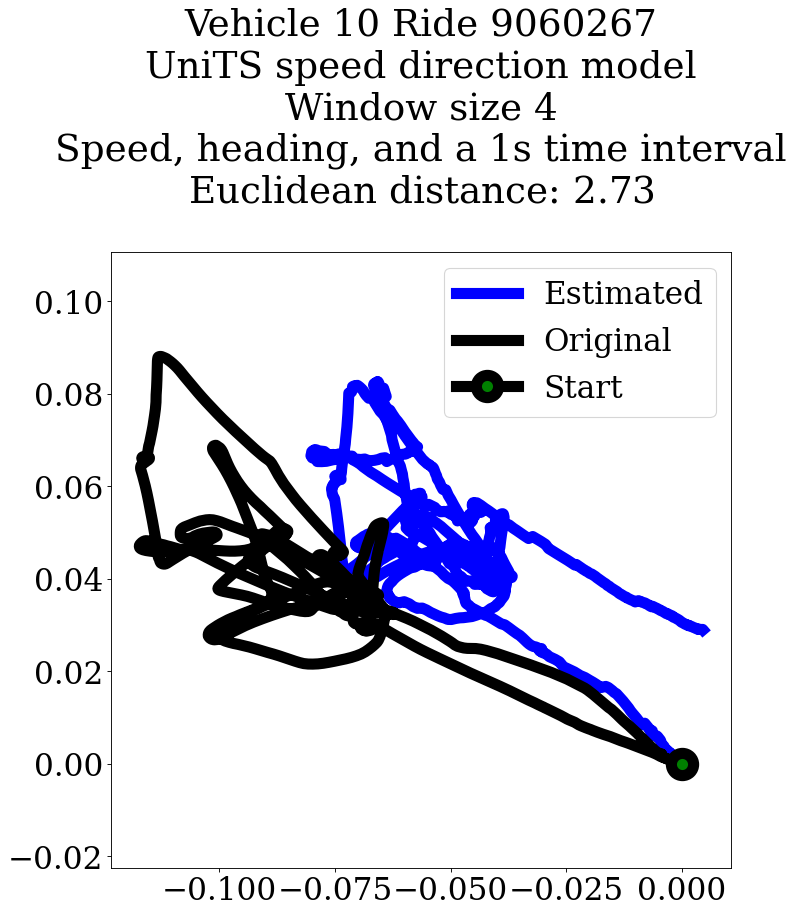 Vehicle 10 Ride 9060267
UniTS speed direction model
Window size 4
Speed, heading, and a 1s time interval
Euclidean distance: 2.73
Estimated
Original
Start
0.10
0.08
0.06
0.04
0.02
0.00
−0.02
−0.100 −0.075 −0.050 −0.025 0.000